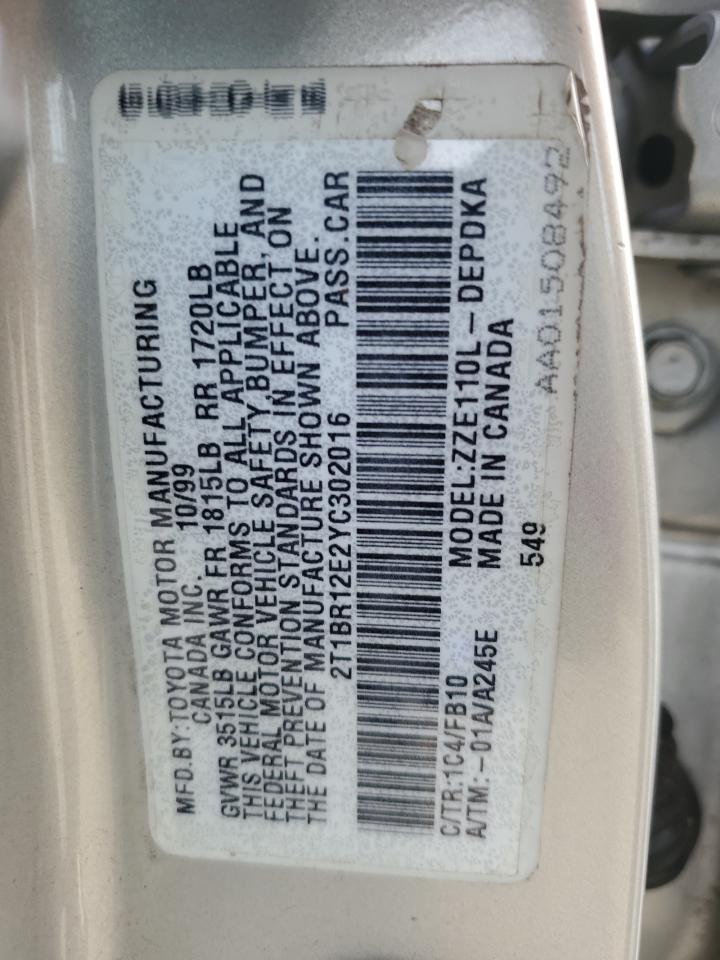 MFD.BY:TOYOTA MOTOR MANUFACTURING
CANADA INC. 10/99
GVWR 3515LB GAWR FR 1815LB RR 1720LB
THIS VEHICLE CONFORMS TO ALL APPLICABLE
FEDERAL MOTOR VEHICLE SAFETY,BUMPER, AND
THEFT PREVENTION STANDARDS IN EFFECT ON
THE DATE OF MANUFACTURE SHOWN ABOVE.
2T1BR12E2YC302016 PASS.CAR
C/TR:1C4/FB10 MODEL:ZZE110L-DEPDKA
A/TM:-01A/A245E MADE IN CANADA
549
AA01508492